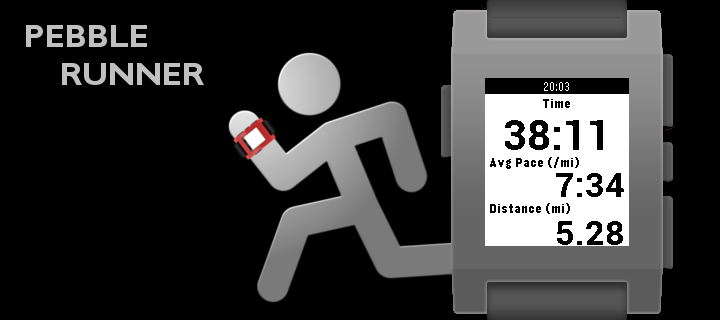 PEBBLE
RUNNER
20:03
Time
38:11
Avg Pace (/mi)
7:34
Distance (mi)
5.28